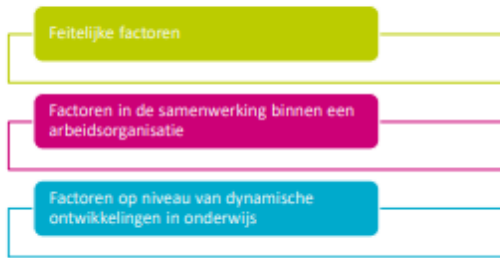 Feitelijke factoren
Factoren in de samenwerking binnen een
arbeidsorganisatie
Factoren op niveau van dynamische
ontwikkelingen in onderwijs